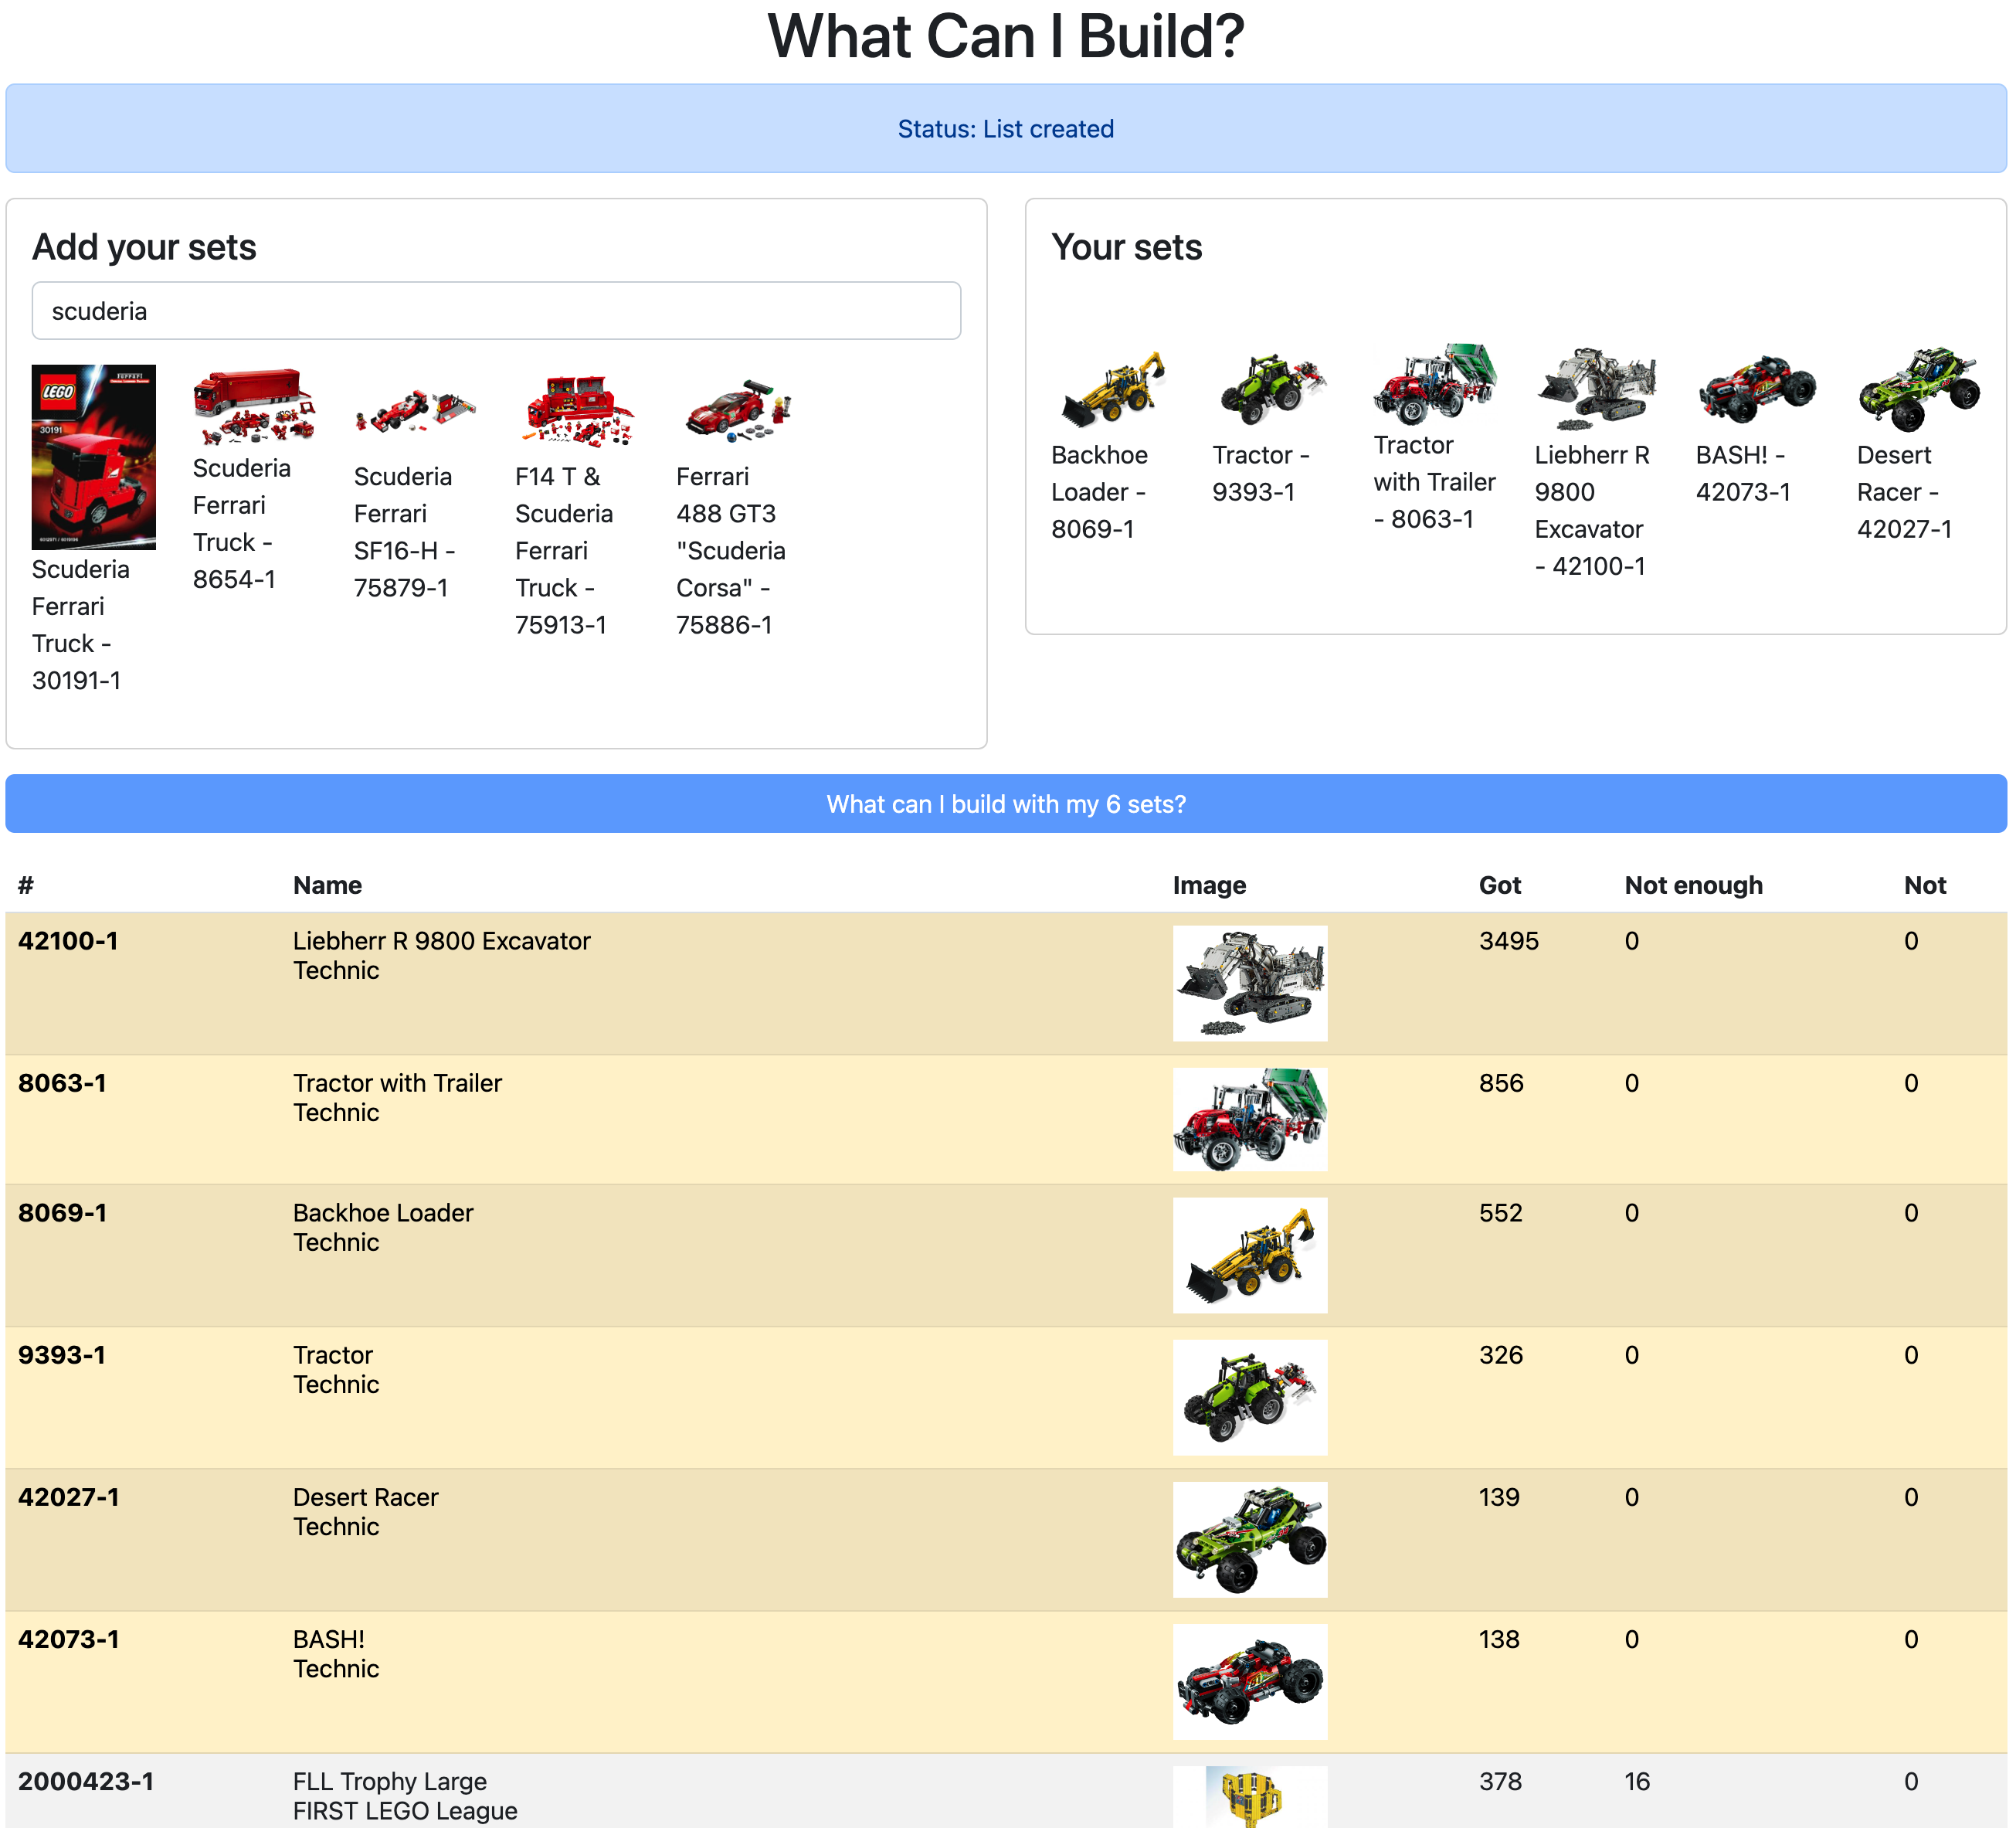 What Can I Build?
Status: List created
Add your sets
scuderia
LEGO
30191
Scuderia
Ferrari
Truck -
30191-1
Scuderia
Ferrari
Truck -
8654-1
Scuderia
Ferrari
SF16-H -
75879-1
F14 T &
Scuderia
Ferrari
Truck -
75913-1
Ferrari
488 GT3
"Scuderia
Corsa" -
75886-1
Your sets
Backhoe
Loader -
8069-1
Tractor -
9393-1
Tractor
with Trailer
- 8063-1
Liebherr R
9800
Excavator
- 42100-1
BASH! -
42073-1
Desert
Racer -
42027-1
What can I build with my 6 sets?
# Name Image Got Not enough Not
42100-1 Liebherr R 9800 Excavator 3495 0 0
Technic
8063-1 Tractor with Trailer 856 0 0
Technic
8069-1 Backhoe Loader 552 0 0
Technic
9393-1 Tractor 326 0 0
Technic
42027-1 Desert Racer 139 0 0
Technic
42073-1 BASH! 138 0 0
Technic
2000423-1 FLL Trophy Large 378 16 0
FIRST LEGO League